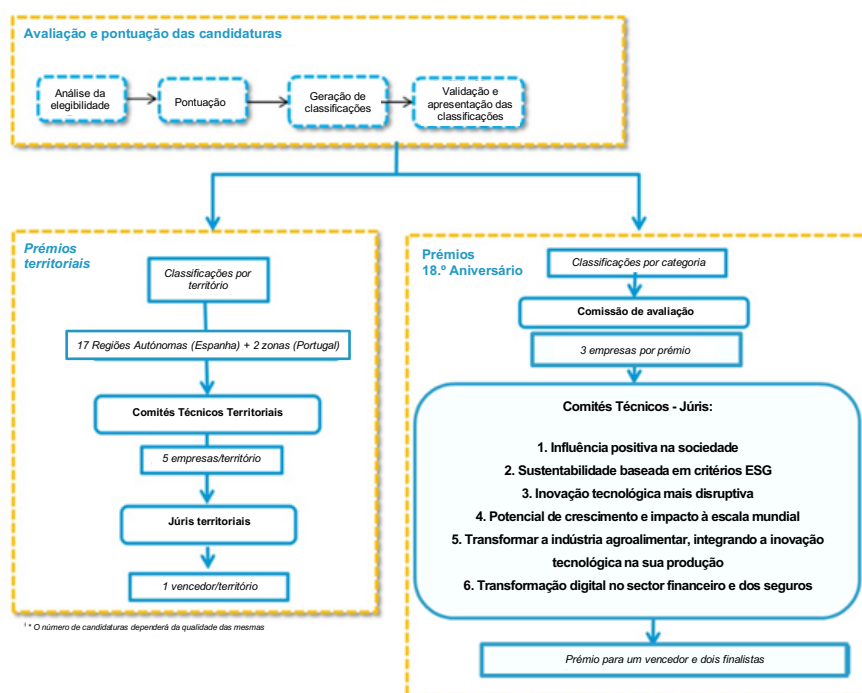 Avaliação e pontuação das candidaturas
Análise da
elegibilidade
Pontuação
Geração de
classificações
Validação e
apresentação das
classificações
Prémios
territoriais
Classificações por
território
17 Regiões Autónomas (Espanha) + 2 zonas (Portugal)
Comités Técnicos Territoriais
5 empresas/território
Júris territoriais
1 vencedor/território
¹ * O número de candidaturas dependerá da qualidade das mesmas
Prémios
18.º Aniversário
Classificações por categoria
Comissão de avaliação
3 empresas por prémio
Comités Técnicos - Júris:
1. Influência positiva na sociedade
2. Sustentabilidade baseada em critérios ESG
3. Inovação tecnológica mais disruptiva
4. Potencial de crescimento e impacto à escala mundial
5. Transformar a indústria agroalimentar, integrando a inovação
tecnológica na sua produção
6. Transformação digital no sector financeiro e dos seguros
Prémio para um vencedor e dois finalistas